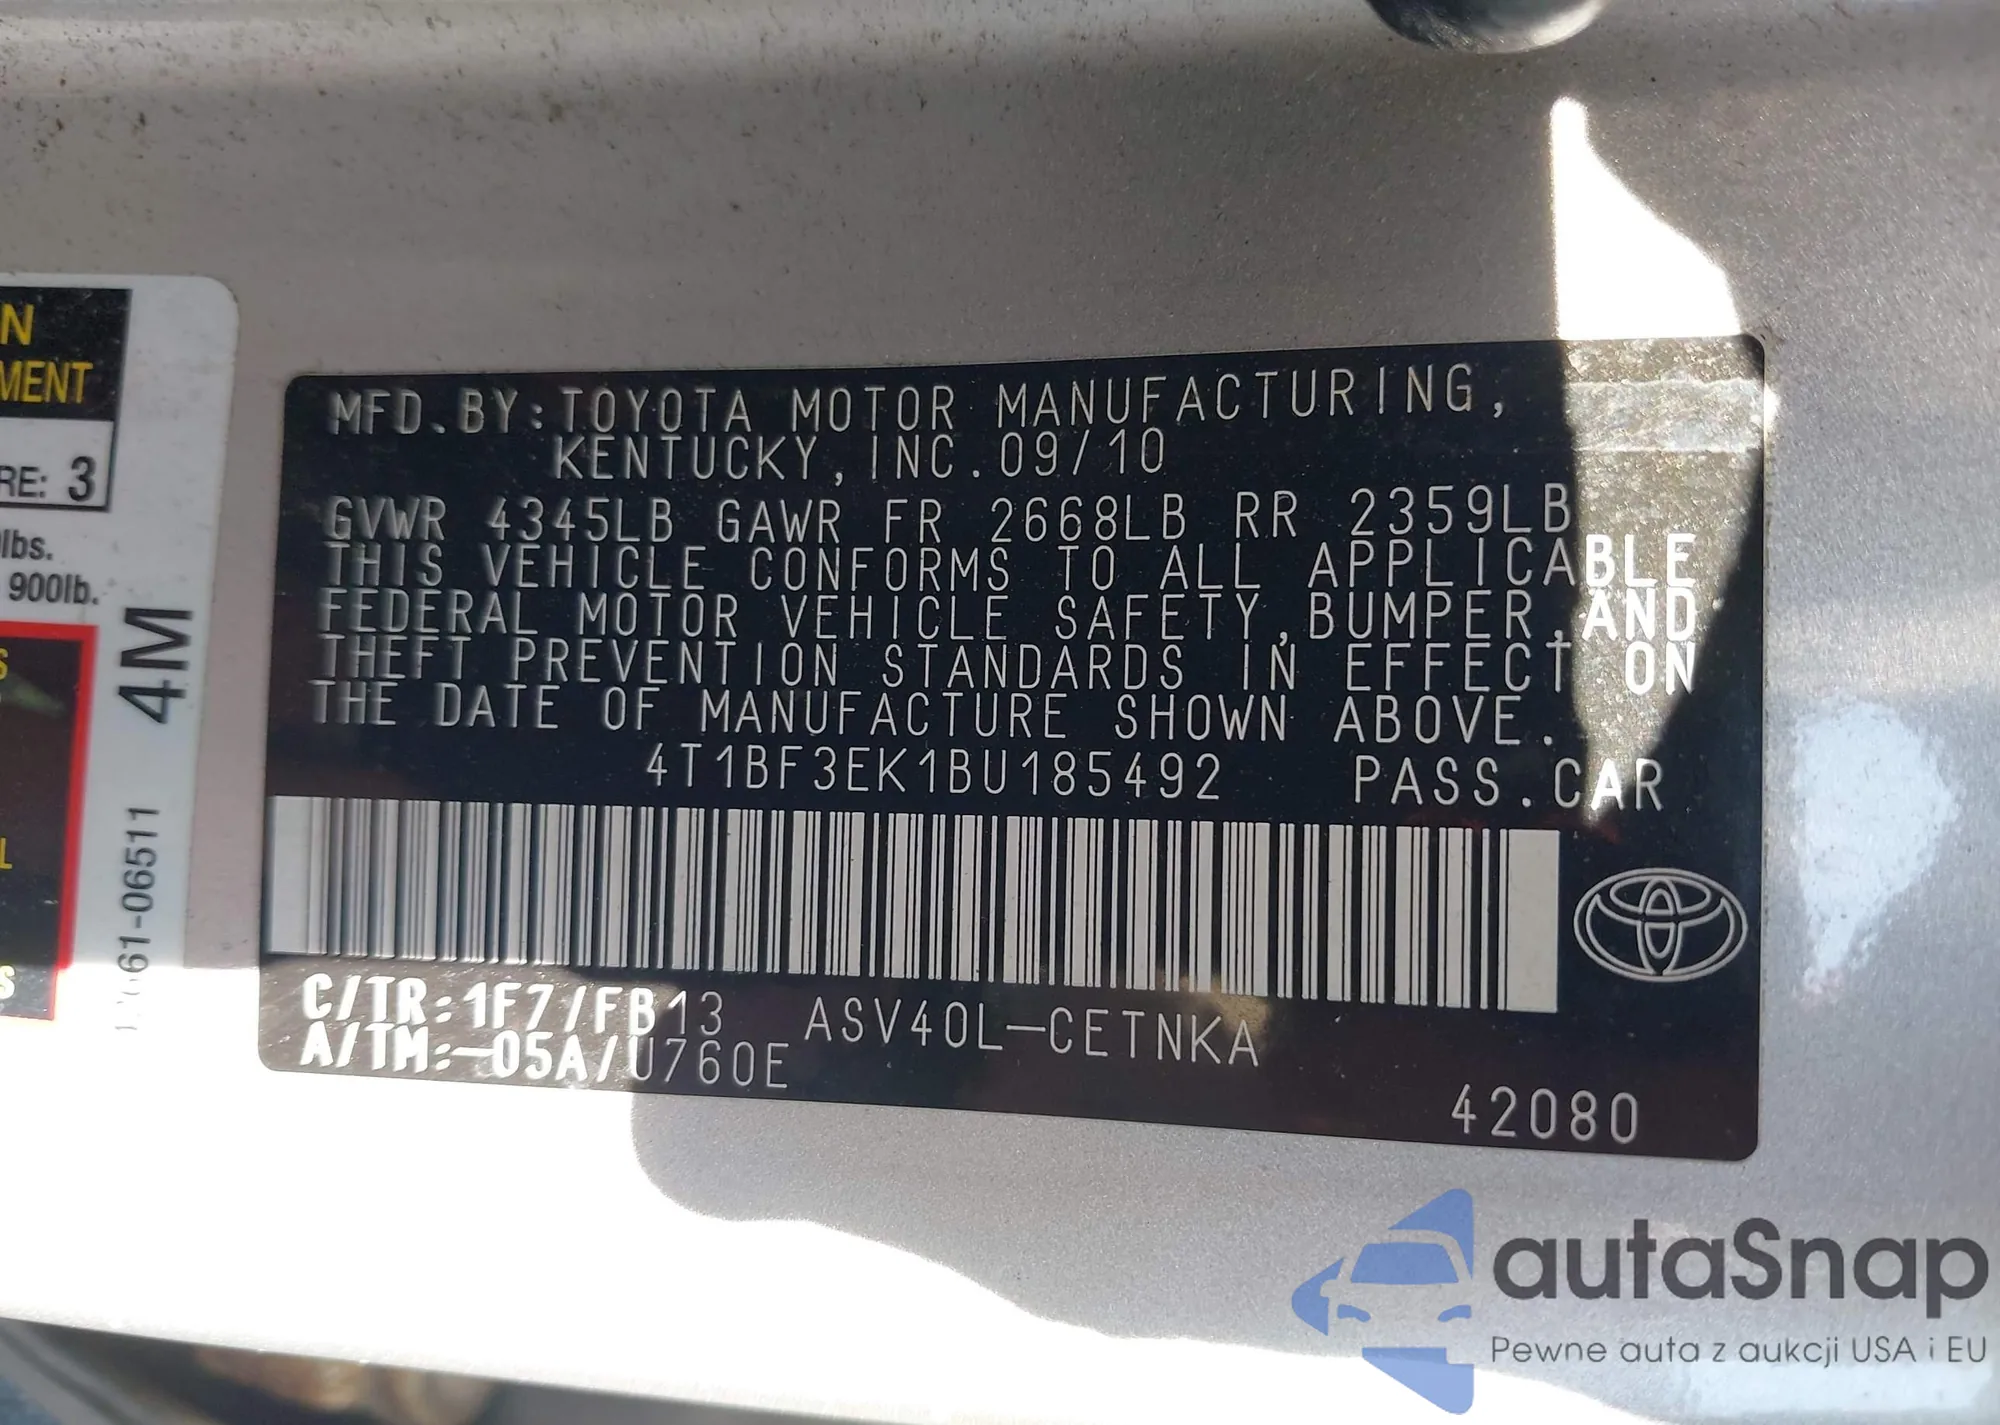 N
MENT
RE: 3
lbs.
900lb.
4M
61-06511
S
L
S
MFD.BY:TOYOTA MOTOR MANUFACTURING,
KENTUCKY,INC.09/10
GVWR 4345LB GAWR FR 2668LB RR 2359LB
THIS VEHICLE CONFORMS TO ALL APPLICABLE
FEDERAL MOTOR VEHICLE SAFETY,BUMPER,AND
THEFT PREVENTION STANDARDS IN EFFECT ON
THE DATE OF MANUFACTURE SHOWN ABOVE.
4T1BF3EK1BU185492 PASS.CAR
C/TR:1F7/FB13 ASV40L-CETNKA
A/TM:-05A/U760E
42080
autaSnap
Pewne auta z aukcji USA i EU